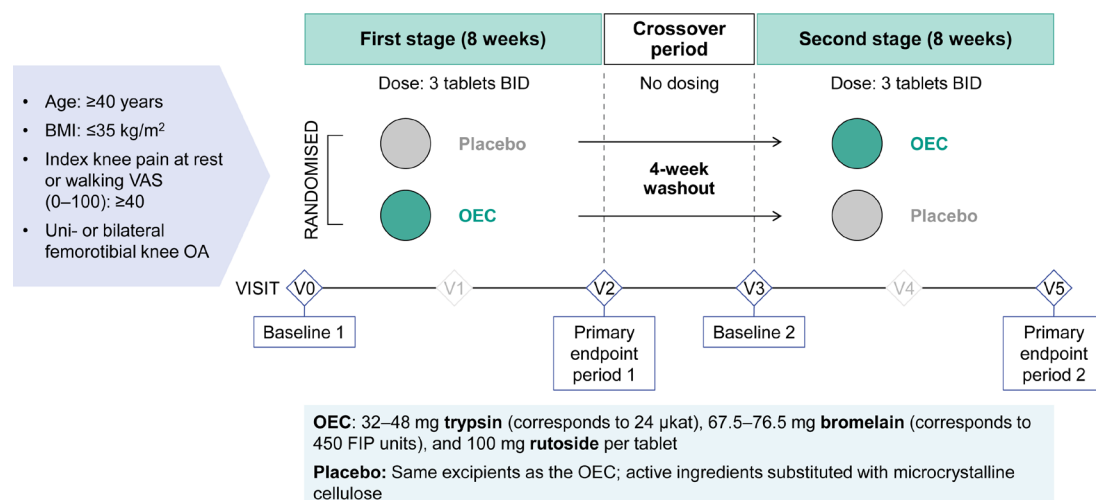 First stage (8 weeks)
Crossover
period
Second stage (8 weeks)
Dose: 3 tablets BID
No dosing
Dose: 3 tablets BID
• Age: ≥40 years
• BMI: ≤35 kg/m²
• Index knee pain at rest
or walking VAS
(0–100): ≥40
• Uni- or bilateral
femorotibial knee OA
RANDOMISED
Placebo
OEC
4-week
washout
OEC
Placebo
VISIT
V0
V1
V2
V3
V4
V5
Baseline 1
Primary
endpoint
period 1
Baseline 2
Primary
endpoint
period 2
OEC: 32–48 mg trypsin (corresponds to 24 µkat), 67.5–76.5 mg bromelain (corresponds to
450 FIP units), and 100 mg rutoside per tablet
Placebo: Same excipients as the OEC; active ingredients substituted with microcrystalline
cellulose